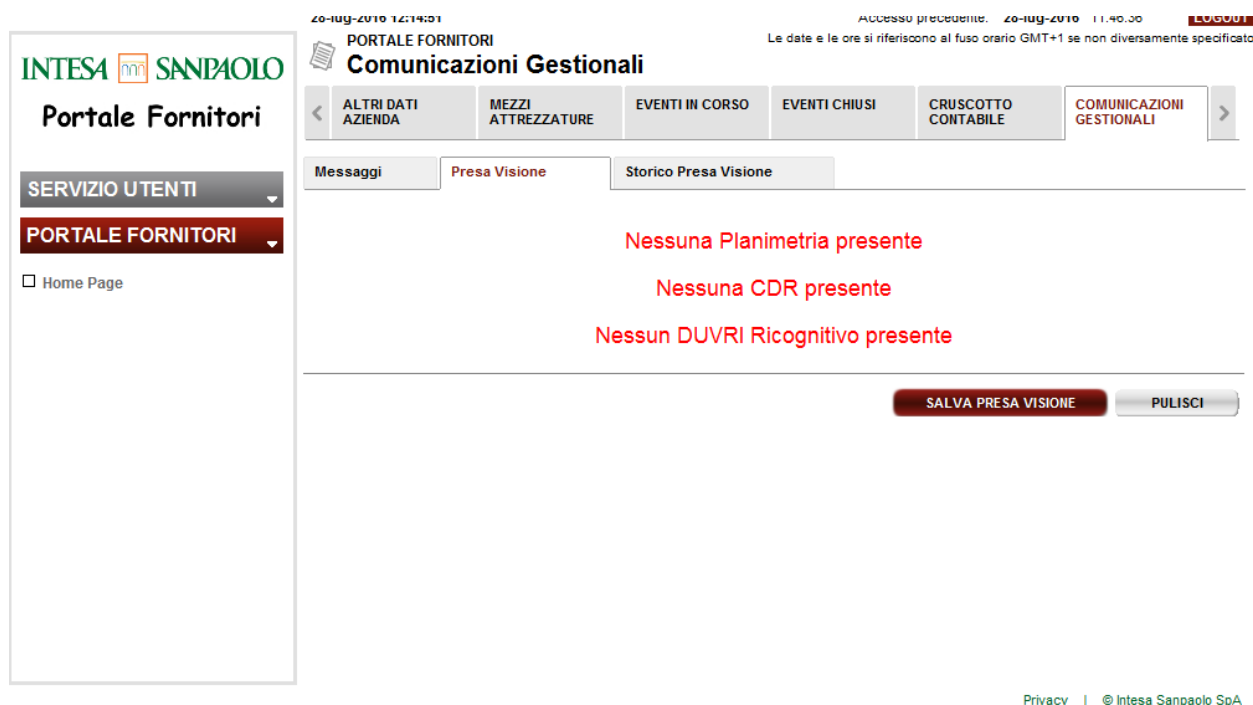 28-lug-2016 12:14:51
Accesso precedente: 28-lug-2016 11.46.36
LOGOUT
PORTALE FORNITORI
Le date e le ore si riferiscono al fuso orario GMT+1 se non diversamente specificato
Comunicazioni Gestionali
INTESA SANPAOLO
Portale Fornitori
ALTRI DATI AZIENDA
MEZZI ATTREZZATURE
EVENTI IN CORSO
EVENTI CHIUSI
CRUSCOTTO CONTABILE
COMUNICAZIONI GESTIONALI
Messaggi
Presa Visione
Storico Presa Visione
SERVIZIO UTENTI
PORTALE FORNITORI
Home Page
Nessuna Planimetria presente
Nessuna CDR presente
Nessun DUVRI Ricognitivo presente
SALVA PRESA VISIONE
PULISCI
Privacy | © Intesa Sanpaolo SpA